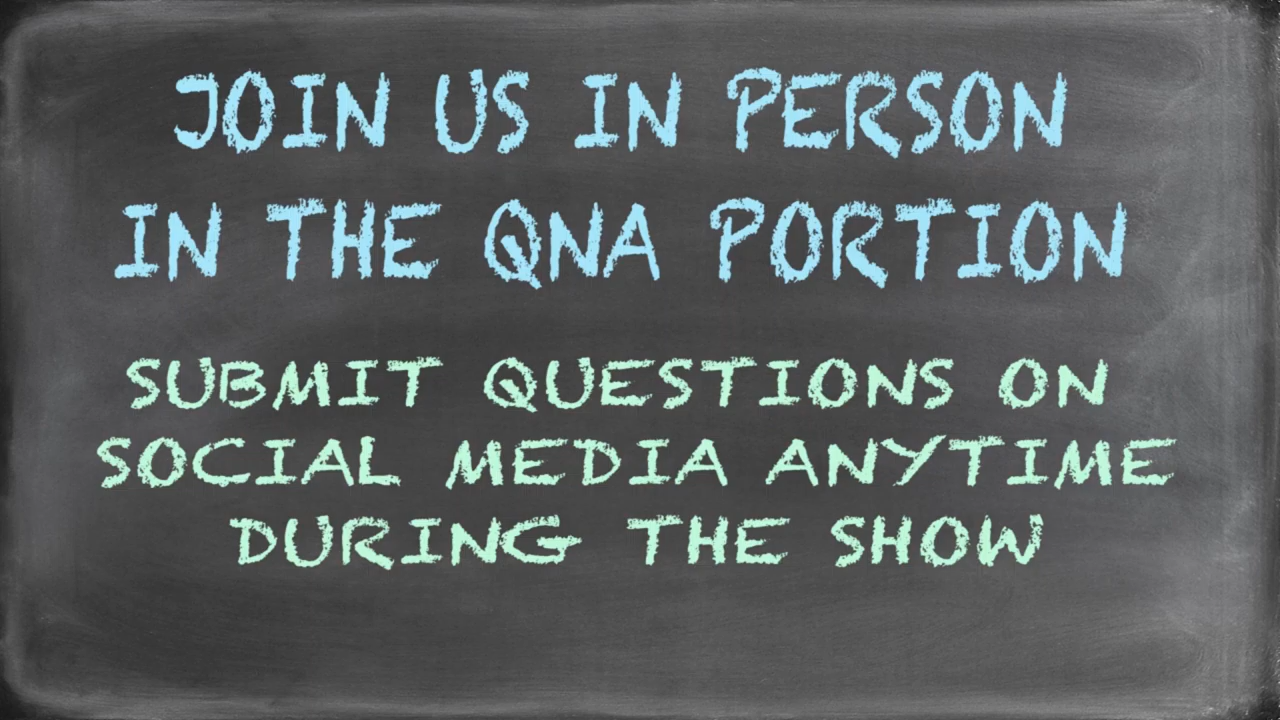 JOIN US IN PERSON
IN THE QNA PORTION
SUBMIT QUESTIONS ON
SOCIAL MEDIA ANYTIME
DURING THE SHOW